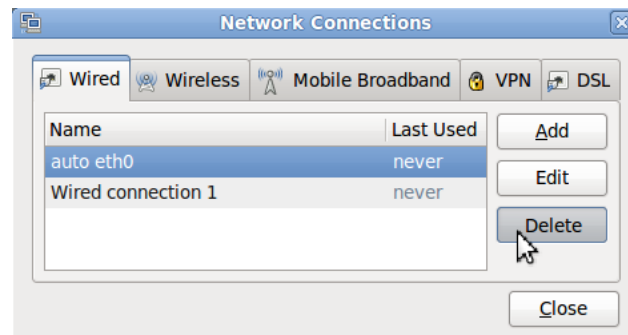 Network Connections
Wired Wireless Mobile Broadband VPN DSL
Name Last Used
auto eth0 never
Wired connection 1 never
Add
Edit
Delete
Close